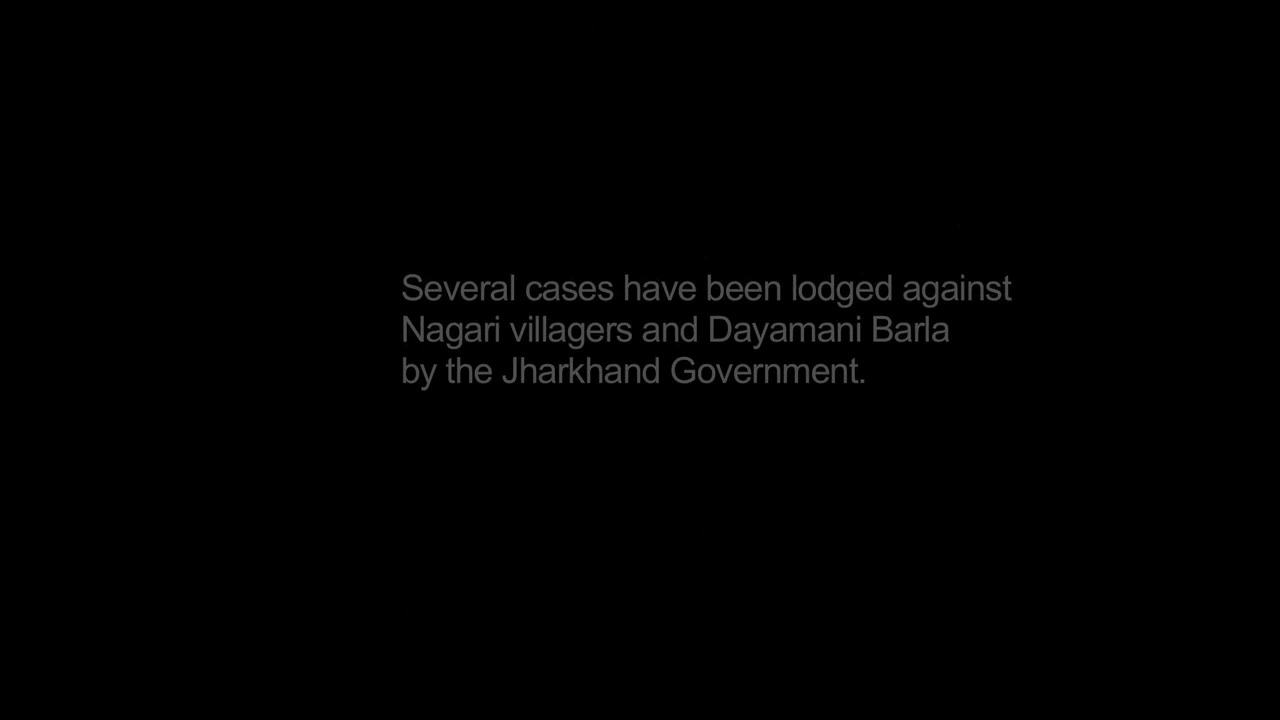 Several cases have been lodged against
Nagari villagers and Dayamani Barla
by the Jharkhand Government.